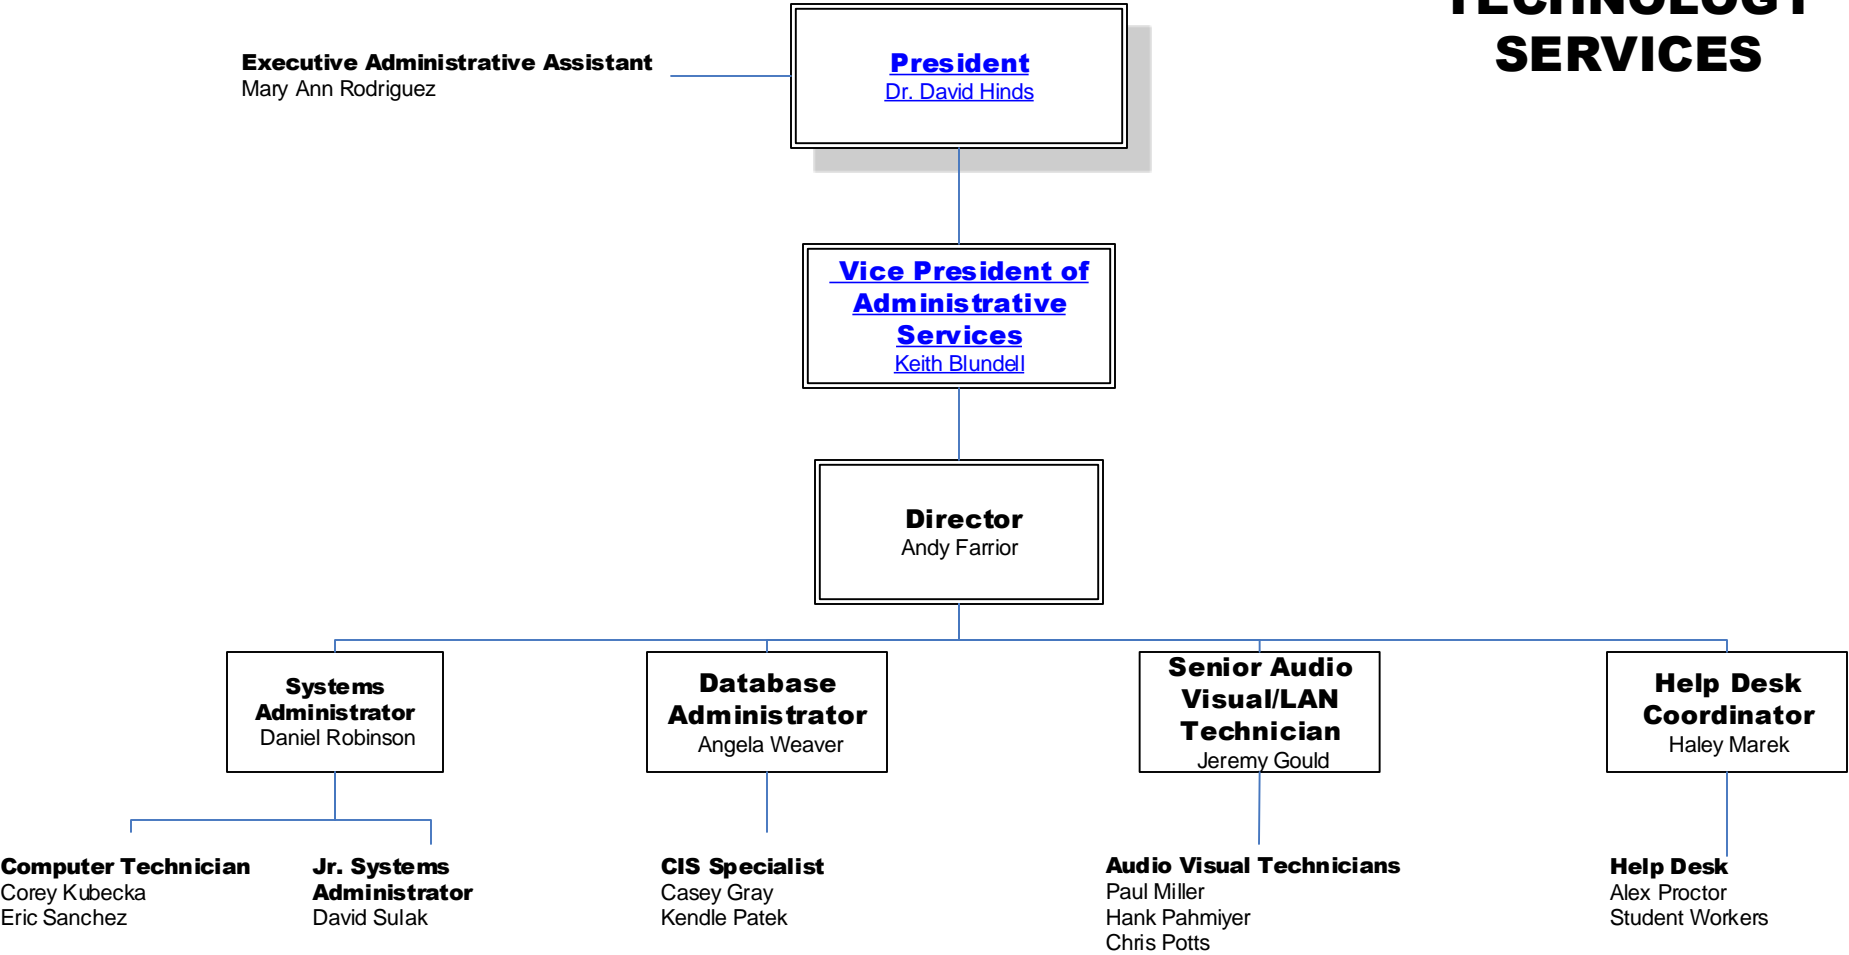 TECHNOLOGY
SERVICES
Executive Administrative Assistant
Mary Ann Rodriguez
President
Dr. David Hinds
Vice President of
Administrative
Services
Keith Blundell
Director
Andy Farrior
Systems
Administrator
Daniel Robinson
Database
Administrator
Angela Weaver
Senior Audio
Visual/LAN
Technician
Jeremy Gould
Help Desk
Coordinator
Haley Marek
Computer Technician
Corey Kubecka
Eric Sanchez
Jr. Systems
Administrator
David Sulak
CIS Specialist
Casey Gray
Kendle Patek
Audio Visual Technicians
Paul Miller
Hank Pahmiyer
Chris Potts
Help Desk
Alex Proctor
Student Workers